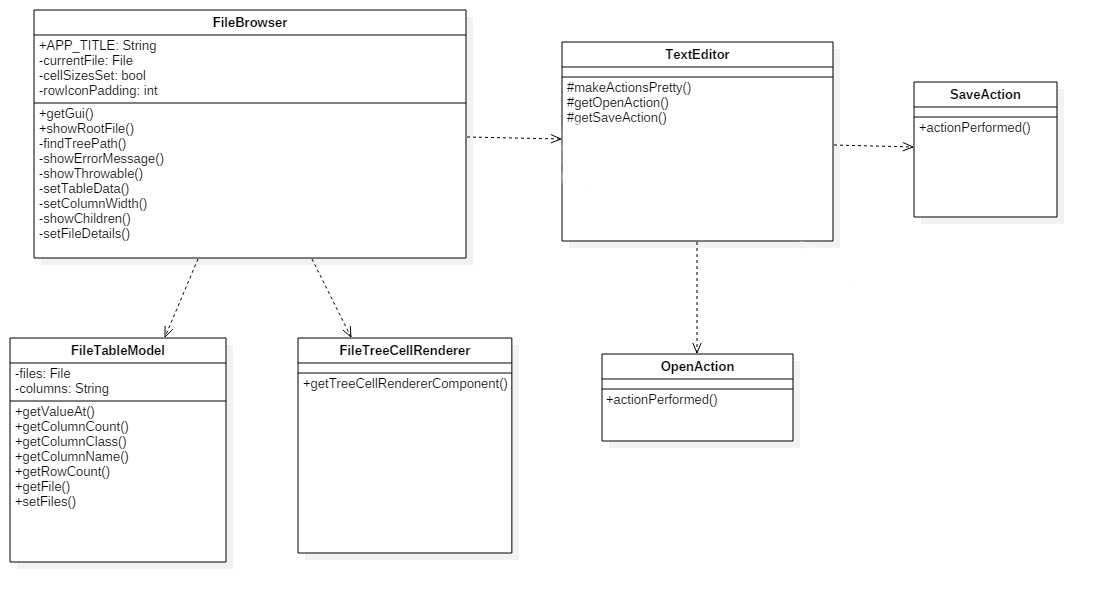 FileBrowser
+APP_TITLE: String
-currentFile: File
-cellSizesSet: bool
-rowIconPadding: int
+getGui()
+showRootFile()
-findTreePath()
-showErrorMessage()
-showThrowable()
-setTableData()
-setColumnWidth()
-showChildren()
-setFileDetails()
TextEditor
#makeActionsPretty()
#getOpenAction()
#getSaveAction()
SaveAction
+actionPerformed()
FileTableModel
-files: File
-columns: String
+getValueAt()
+getColumnCount()
+getColumnClass()
+getColumnName()
+getRowCount()
+getFile()
+setFiles()
FileTreeCellRenderer
+getTreeCellRendererComponent()
OpenAction
+actionPerformed()